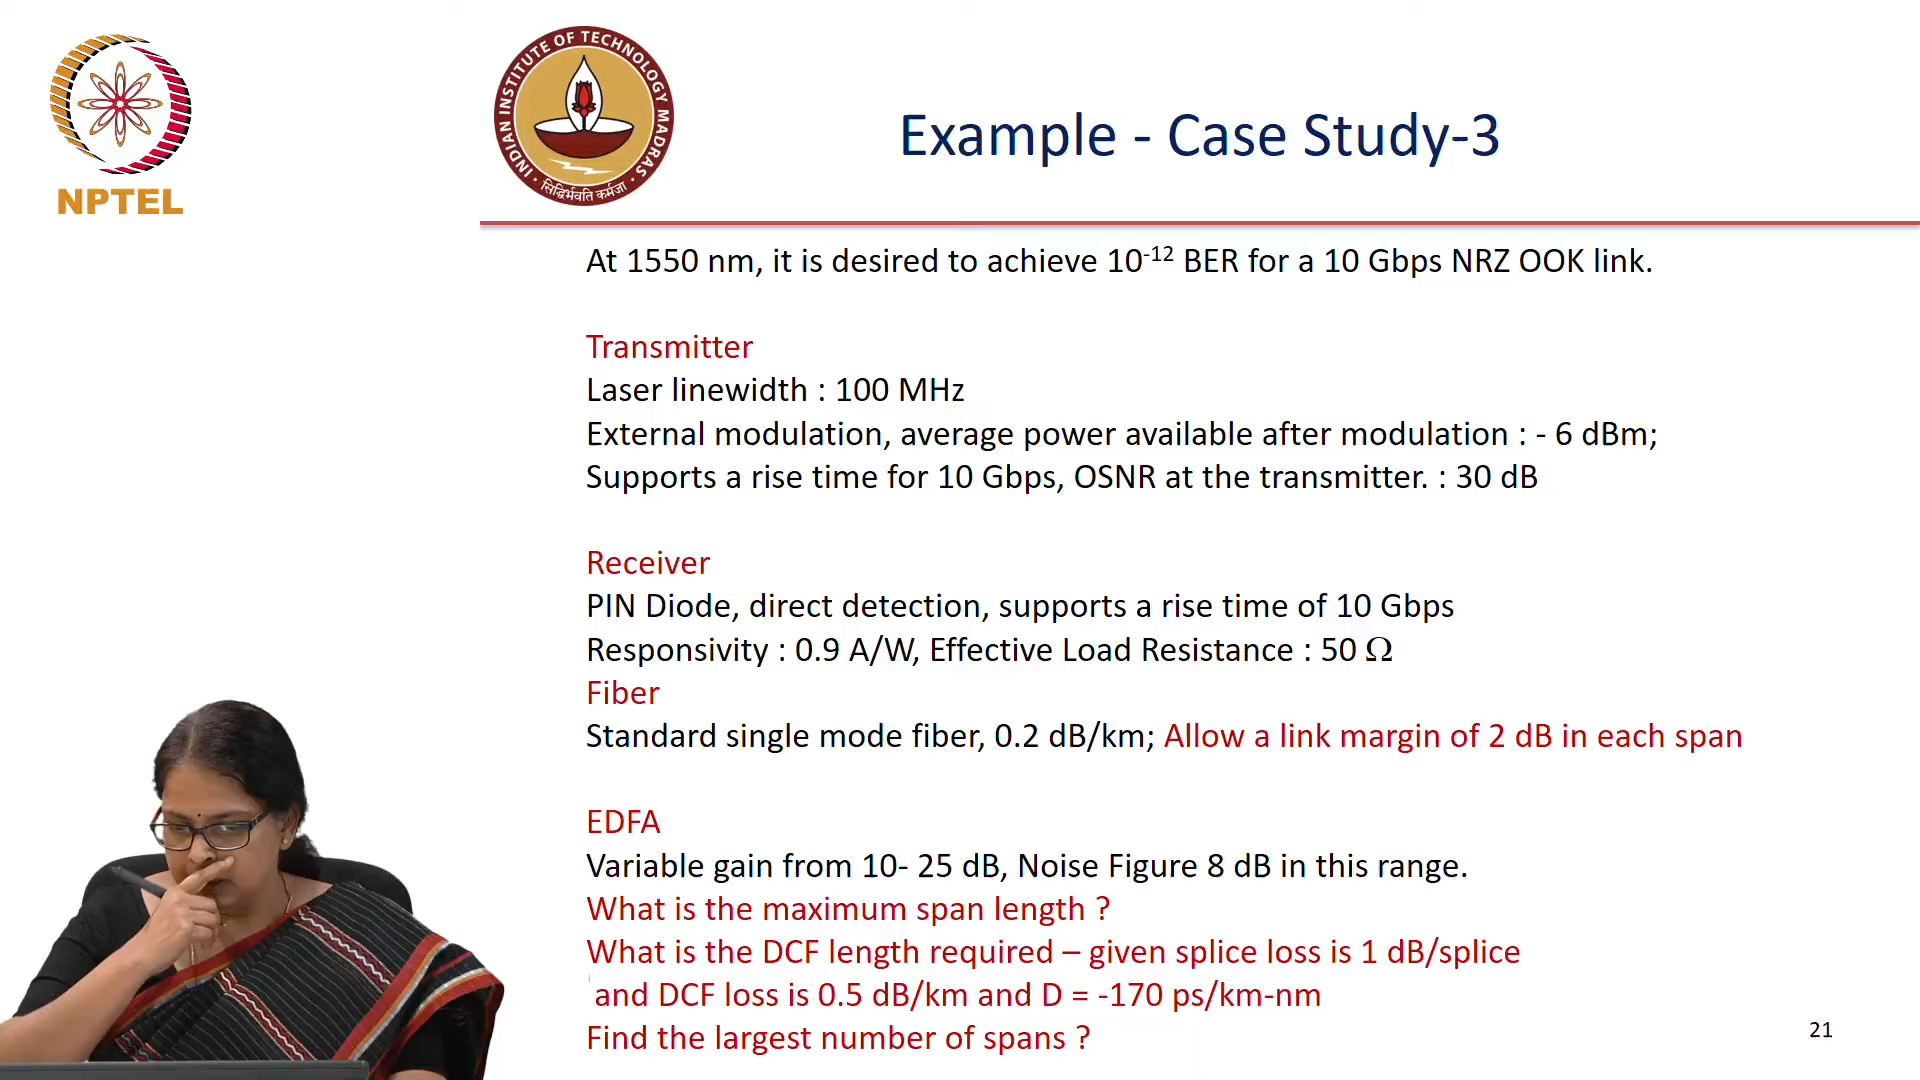 NPTEL
INDIAN INSTITUTE OF TECHNOLOGY MADRAS
सिद्धिर्भवति कर्मजा
Example - Case Study-3
At 1550 nm, it is desired to achieve 10⁻¹² BER for a 10 Gbps NRZ OOK link.
Transmitter
Laser linewidth : 100 MHz
External modulation, average power available after modulation : - 6 dBm;
Supports a rise time for 10 Gbps, OSNR at the transmitter. : 30 dB
Receiver
PIN Diode, direct detection, supports a rise time of 10 Gbps
Responsivity : 0.9 A/W, Effective Load Resistance : 50 Ω
Fiber
Standard single mode fiber, 0.2 dB/km; Allow a link margin of 2 dB in each span
EDFA
Variable gain from 10- 25 dB, Noise Figure 8 dB in this range.
What is the maximum span length ?
What is the DCF length required – given splice loss is 1 dB/splice
and DCF loss is 0.5 dB/km and D = -170 ps/km-nm
Find the largest number of spans ?
21